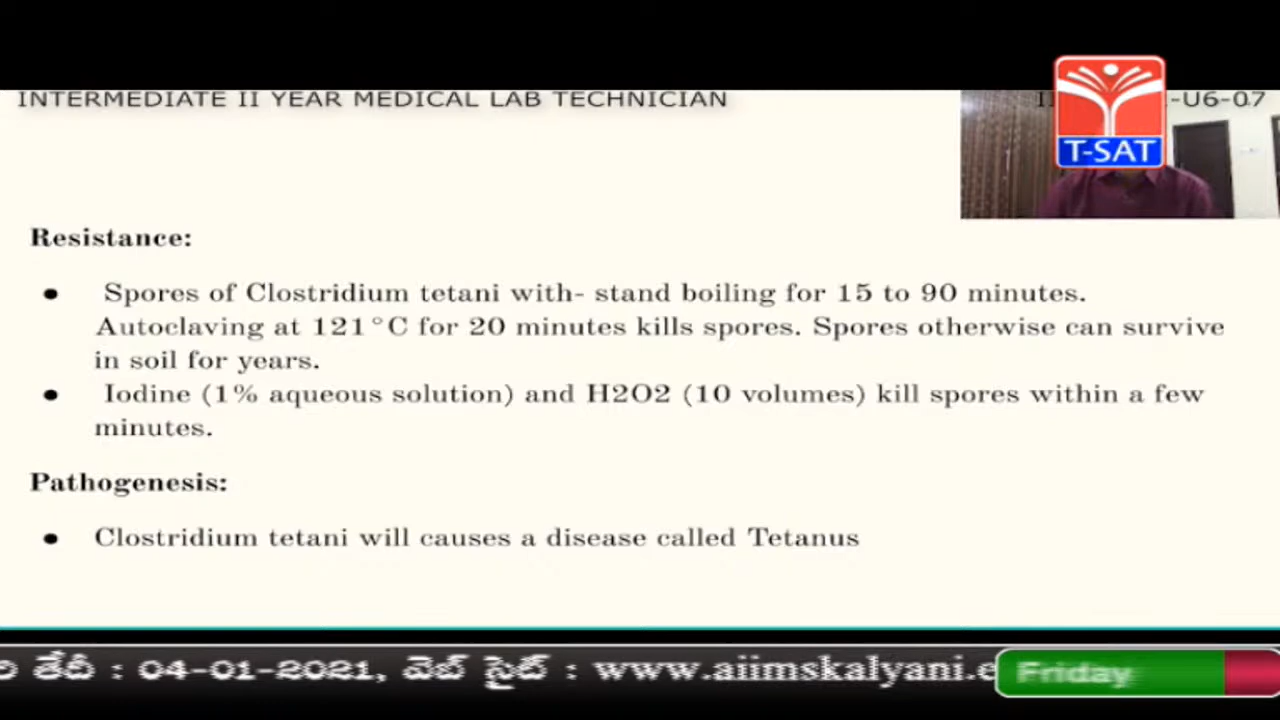 INTERMEDIATE II YEAR MEDICAL LAB TECHNICIAN
-U6-07
T-SAT
Resistance:
● Spores of Clostridium tetani with- stand boiling for 15 to 90 minutes.
Autoclaving at 121°C for 20 minutes kills spores. Spores otherwise can survive
in soil for years.
● Iodine (1% aqueous solution) and H2O2 (10 volumes) kill spores within a few
minutes.
Pathogenesis:
● Clostridium tetani will causes a disease called Tetanus
తేదీ : 04-01-2021, వెబ్ సైట్ : www.aiimskalyani.e
Friday